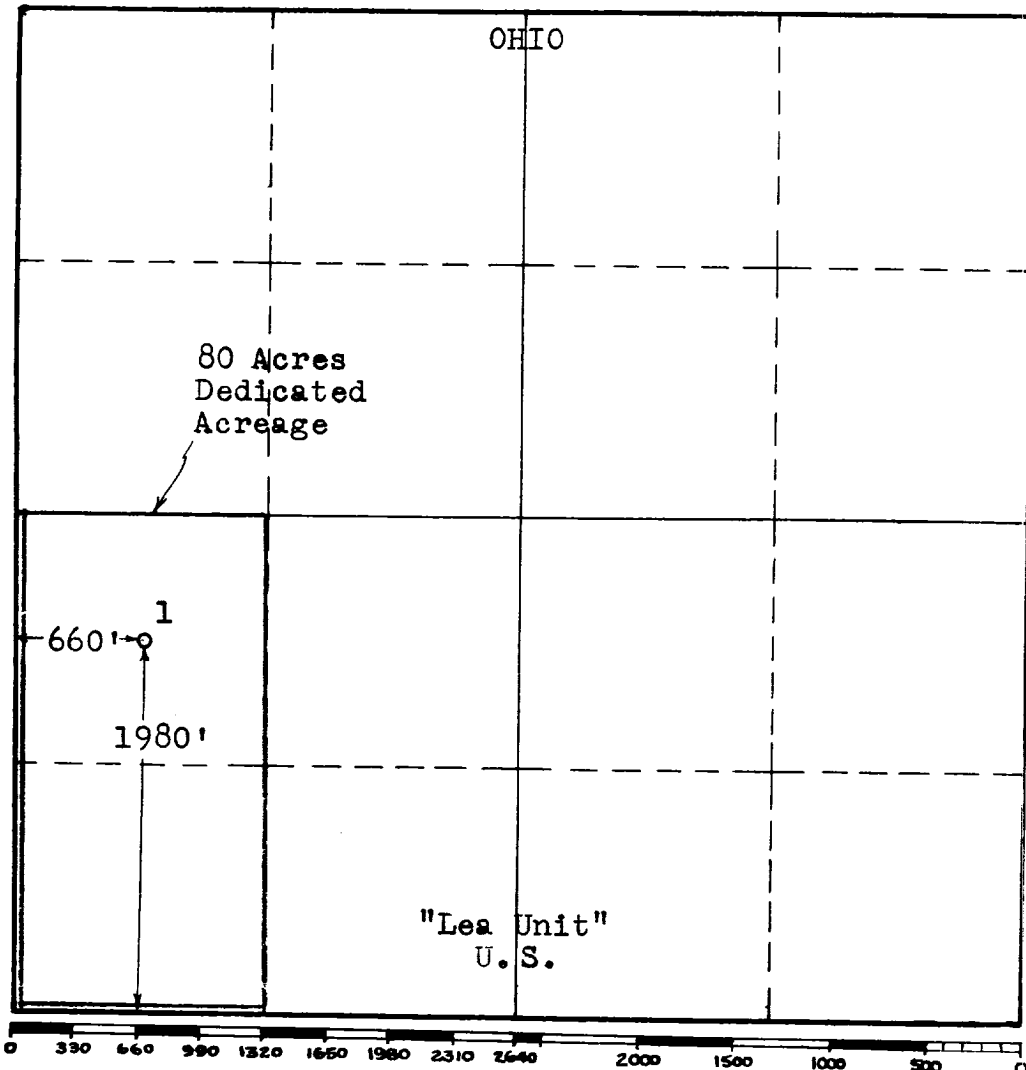 OHIO
80 Acres
Dedicated
Acreage
1
660'
1980'
"Lea Unit"
U.S.
0 330 660 990 1320 1650 1980 2310 2640 2000 1500 1000 500 0